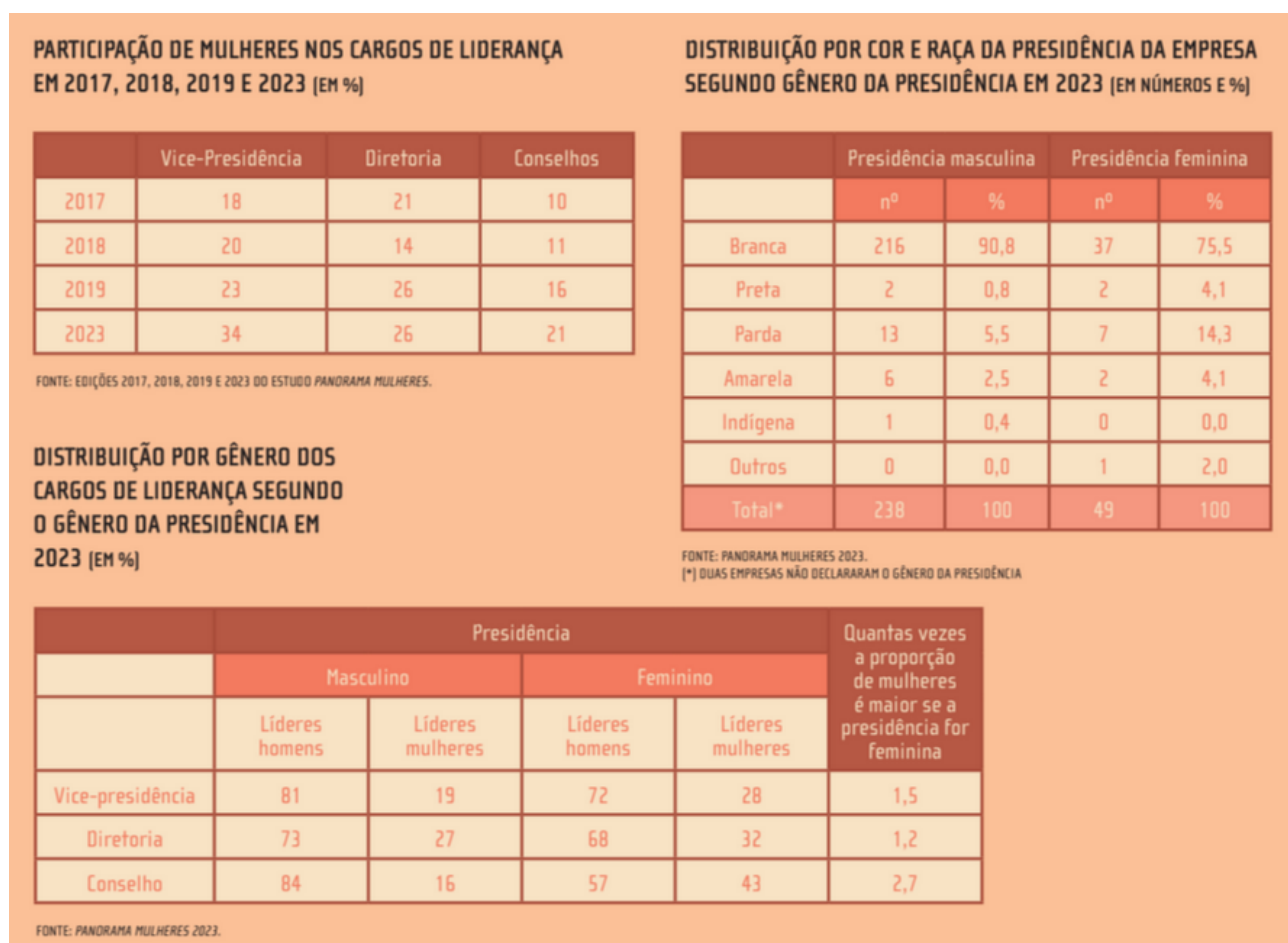 PARTICIPAÇÃO DE MULHERES NOS CARGOS DE LIDERANÇA
EM 2017, 2018, 2019 E 2023 (EM %)
Vice-Presidência Diretoria Conselhos
2017 18 21 10
2018 20 14 11
2019 23 26 16
2023 34 26 21
FONTE: EDIÇÕES 2017, 2018, 2019 E 2023 DO ESTUDO PANORAMA MULHERES.
DISTRIBUIÇÃO POR COR E RAÇA DA PRESIDÊNCIA DA EMPRESA
SEGUNDO GÊNERO DA PRESIDÊNCIA EM 2023 (EM NÚMEROS E %)
Presidência masculina Presidência feminina
nº % nº %
Branca 216 90,8 37 75,5
Preta 2 0,8 2 4,1
Parda 13 5,5 7 14,3
Amarela 6 2,5 2 4,1
Indígena 1 0,4 0 0,0
Outros 0 0,0 1 2,0
Total* 238 100 49 100
FONTE: PANORAMA MULHERES 2023.
(*) DUAS EMPRESAS NÃO DECLARARAM O GÊNERO DA PRESIDÊNCIA
DISTRIBUIÇÃO POR GÊNERO DOS
CARGOS DE LIDERANÇA SEGUNDO
O GÊNERO DA PRESIDÊNCIA EM
2023 (EM %)
Presidência
Masculino Feminino
Líderes homens Líderes mulheres Líderes homens Líderes mulheres
Quantas vezes
a proporção
de mulheres
é maior se a
presidência for
feminina
Vice-presidência 81 19 72 28 1,5
Diretoria 73 27 68 32 1,2
Conselho 84 16 57 43 2,7
FONTE: PANORAMA MULHERES 2023.